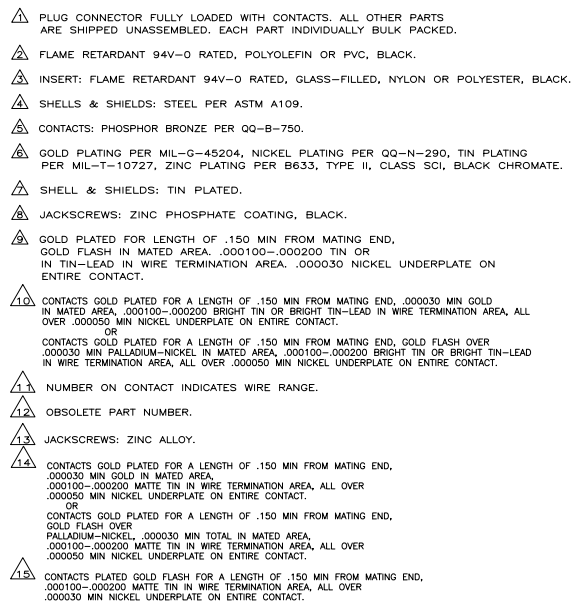 1 PLUG CONNECTOR FULLY LOADED WITH CONTACTS. ALL OTHER PARTS
ARE SHIPPED UNASSEMBLED. EACH PART INDIVIDUALLY BULK PACKED.
2 FLAME RETARDANT 94V-0 RATED, POLYOLEFIN OR PVC, BLACK.
3 INSERT: FLAME RETARDANT 94V-0 RATED, GLASS-FILLED, NYLON OR POLYESTER, BLACK.
4 SHELLS & SHIELDS: STEEL PER ASTM A109.
5 CONTACTS: PHOSPHOR BRONZE PER QQ-B-750.
6 GOLD PLATING PER MIL-G-45204, NICKEL PLATING PER QQ-N-290, TIN PLATING
PER MIL-T-10727, ZINC PLATING PER B633, TYPE II, CLASS SCI, BLACK CHROMATE.
7 SHELL & SHIELDS: TIN PLATED.
8 JACKSCREWS: ZINC PHOSPHATE COATING, BLACK.
9 GOLD PLATED FOR LENGTH OF .150 MIN FROM MATING END,
GOLD FLASH IN MATED AREA. .000100-.000200 TIN OR
IN TIN-LEAD IN WIRE TERMINATION AREA. .000030 NICKEL UNDERPLATE ON
ENTIRE CONTACT.
10 CONTACTS GOLD PLATED FOR A LENGTH OF .150 MIN FROM MATING END, .000030 MIN GOLD
IN MATED AREA, .000100-.000200 BRIGHT TIN OR BRIGHT TIN-LEAD IN WIRE TERMINATION AREA, ALL
OVER .000050 MIN NICKEL UNDERPLATE ON ENTIRE CONTACT.
OR
CONTACTS GOLD PLATED FOR A LENGTH OF .150 MIN FROM MATING END, GOLD FLASH OVER
.000030 MIN PALLADIUM-NICKEL IN MATED AREA, .000100-.000200 BRIGHT TIN OR BRIGHT TIN-LEAD
IN WIRE TERMINATION AREA, ALL OVER .000050 MIN NICKEL UNDERPLATE ON ENTIRE CONTACT.
11 NUMBER ON CONTACT INDICATES WIRE RANGE.
12 OBSOLETE PART NUMBER.
13 JACKSCREWS: ZINC ALLOY.
14 CONTACTS GOLD PLATED FOR A LENGTH OF .150 MIN FROM MATING END,
.000030 MIN GOLD IN MATED AREA,
.000100-.000200 MATTE TIN IN WIRE TERMINATION AREA, ALL OVER
.000050 MIN NICKEL UNDERPLATE ON ENTIRE CONTACT.
OR
CONTACTS GOLD PLATED FOR A LENGTH OF .150 MIN FROM MATING END,
GOLD FLASH OVER
PALLADIUM-NICKEL, .000030 MIN TOTAL IN MATED AREA,
.000100-.000200 MATTE TIN IN WIRE TERMINATION AREA, ALL OVER
.000050 MIN NICKEL UNDERPLATE ON ENTIRE CONTACT.
15 CONTACTS PLATED GOLD FLASH FOR A LENGTH OF .150 MIN FROM MATING END,
.000100-.000200 MATTE TIN IN WIRE TERMINATION AREA, ALL OVER
.000030 MIN NICKEL UNDERPLATE ON ENTIRE CONTACT.